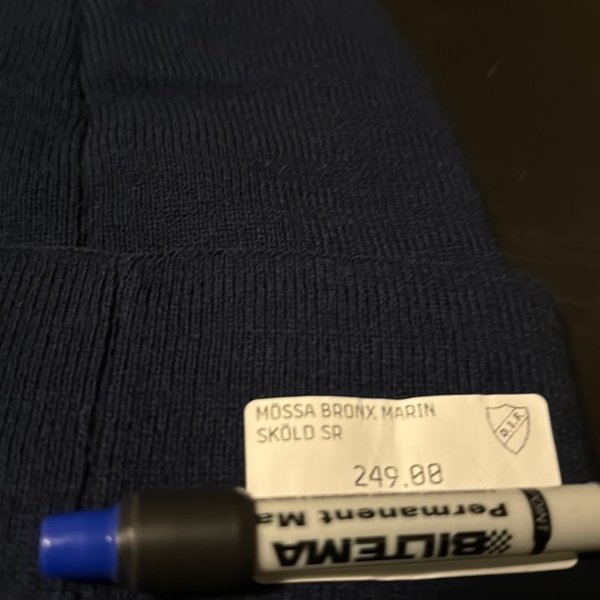 MÖSSA BRONX MARIN
SKÖLD SR
D.I.F.
249.00
Permanent Ma
BILTEMA